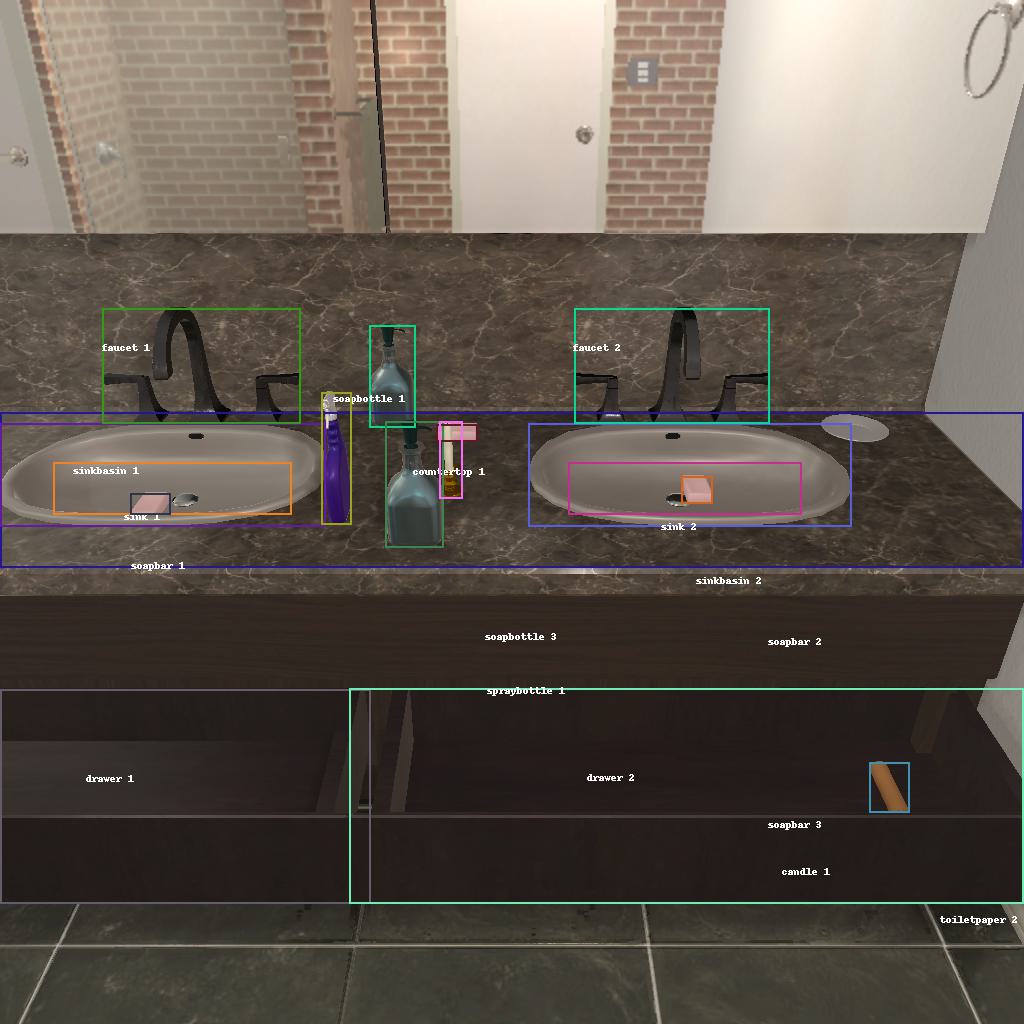 faucet 1
faucet 2
soapbottle 1
sinkbasin 1
countertop 1
sink 1
sink 2
soapbar 1
sinkbasin 2
soapbottle 3
soapbar 2
spraybottle 1
drawer 1
drawer 2
soapbar 3
candle 1
toiletpaper 2